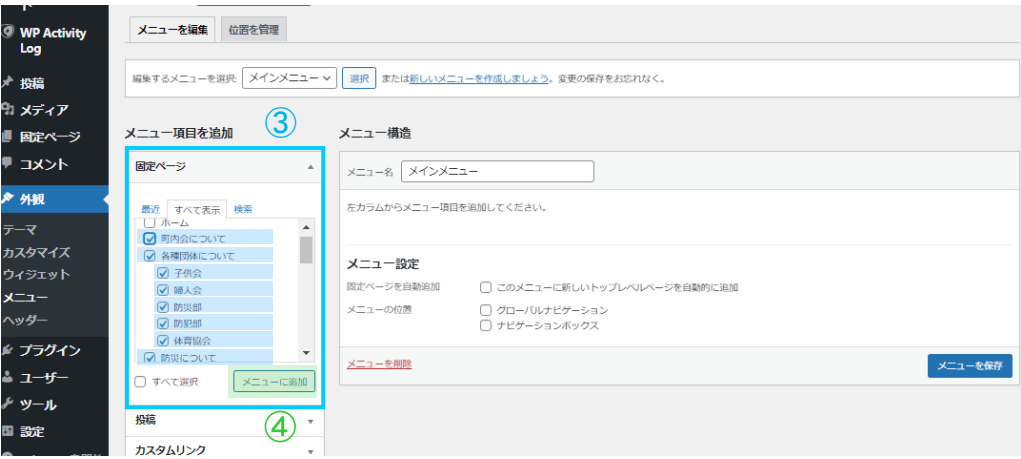 WP Activity
Log
投稿
メディア
固定ページ
コメント
外観
テーマ
カスタマイズ
ウィジェット
メニュー
ヘッダー
プラグイン
ユーザー
ツール
設定
メニューを編集 位置を管理
編集するメニューを選択: メインメニュー 選択 または新しいメニューを作成しましょう。変更の保存をお忘れなく。
メニュー項目を追加 ③
固定ページ
最近 すべて表示 検索
ホーム
町内会について
各種団体について
子供会
婦人会
防災部
防犯部
体育協会
防災について
すべて選択 メニューに追加
④
投稿
カスタムリンク
メニュー構造
メニュー名 メインメニュー
左カラムからメニュー項目を追加してください。
メニュー設定
固定ページを自動追加 このメニューに新しいトップレベルページを自動的に追加
メニューの位置 グローバルナビゲーション
ナビゲーションボックス
メニューを削除 メニューを保存